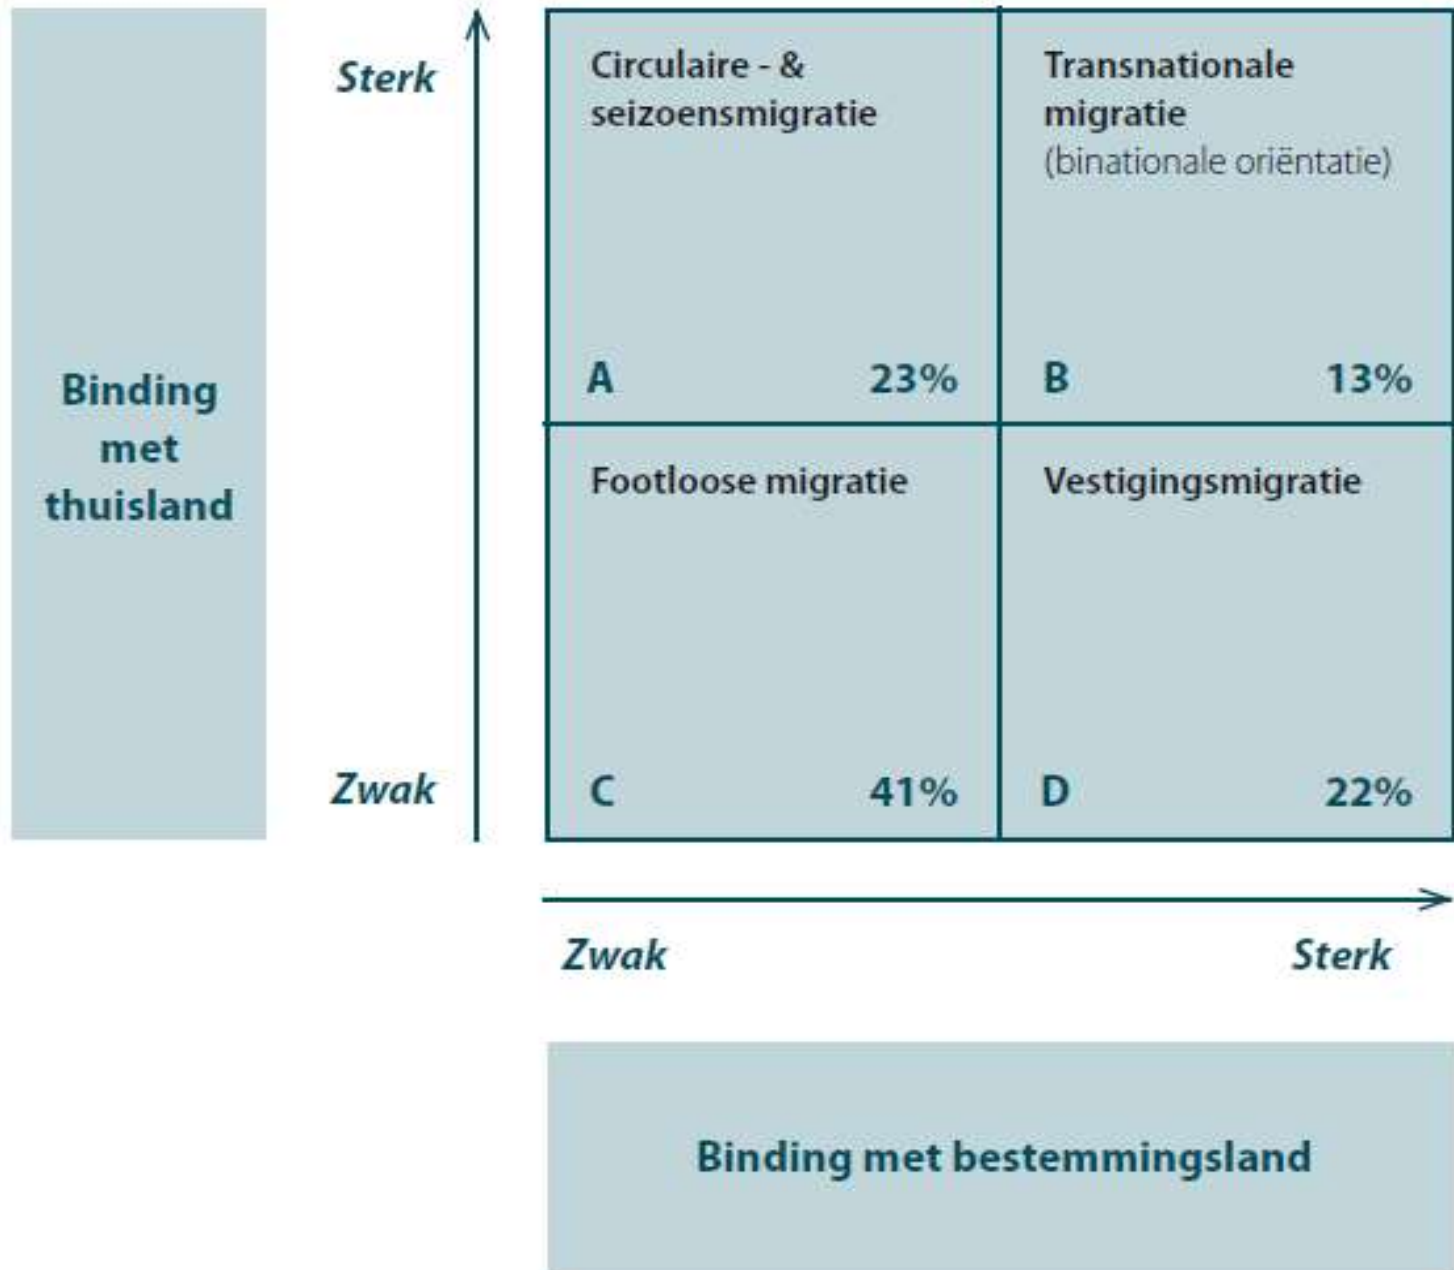 Sterk
Binding
met
thuisland
Zwak
Circulaire - &
seizoensmigratie
A 23%
Transnationale
migratie
(binationale oriëntatie)
B 13%
Footloose migratie
C 41%
Vestigingsmigratie
D 22%
Zwak Sterk
Binding met bestemmingsland